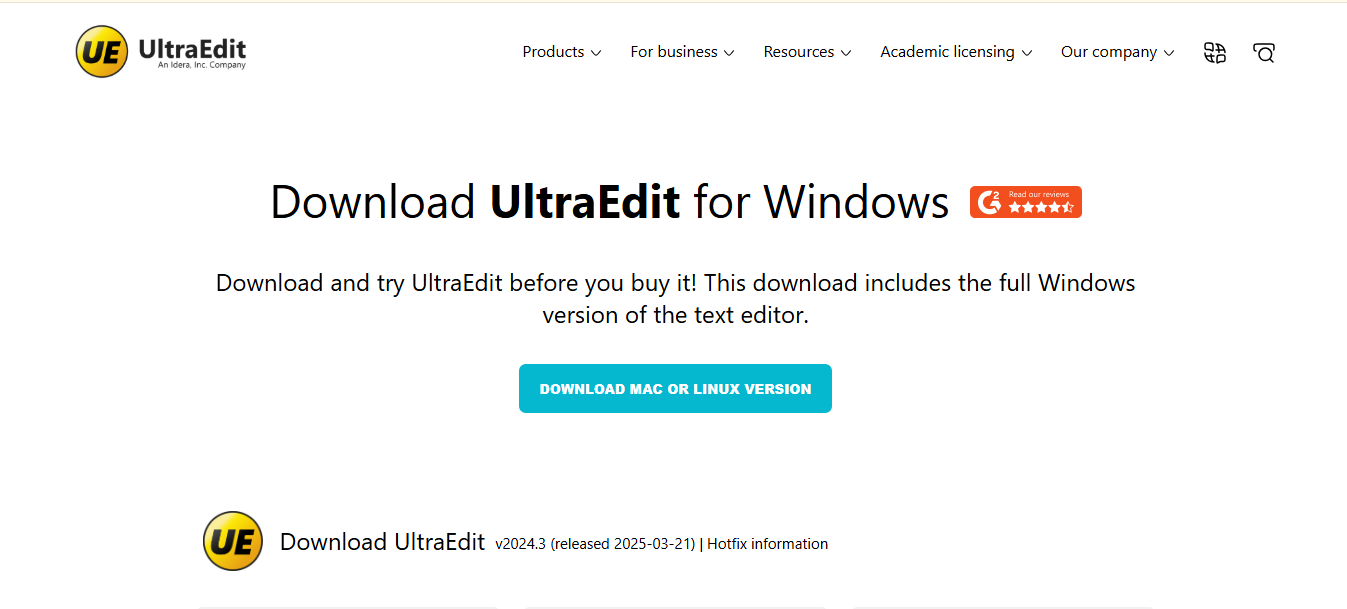 UE UltraEdit
An Idera, Inc. Company
Products For business Resources Academic licensing Our company
Download UltraEdit for Windows
G2 Read our reviews
Download and try UltraEdit before you buy it! This download includes the full Windows
version of the text editor.
DOWNLOAD MAC OR LINUX VERSION
UE Download UltraEdit v2024.3 (released 2025-03-21) | Hotfix information